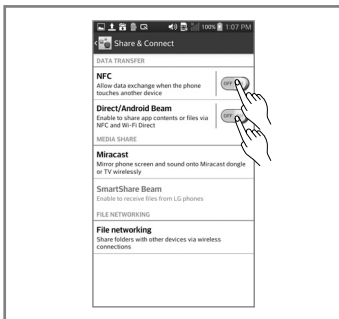 100% 1:07 PM
Share & Connect
DATA TRANSFER
NFC
Allow data exchange when the phone
touches another device
OFF
Direct/Android Beam
Enable to share app contents or files via
NFC and Wi-Fi Direct
OFF
MEDIA SHARE
Miracast
Mirror phone screen and sound onto Miracast dongle
or TV wirelessly
SmartShare Beam
Enable to receive files from LG phones
FILE NETWORKING
File networking
Share folders with other devices via wireless
connections